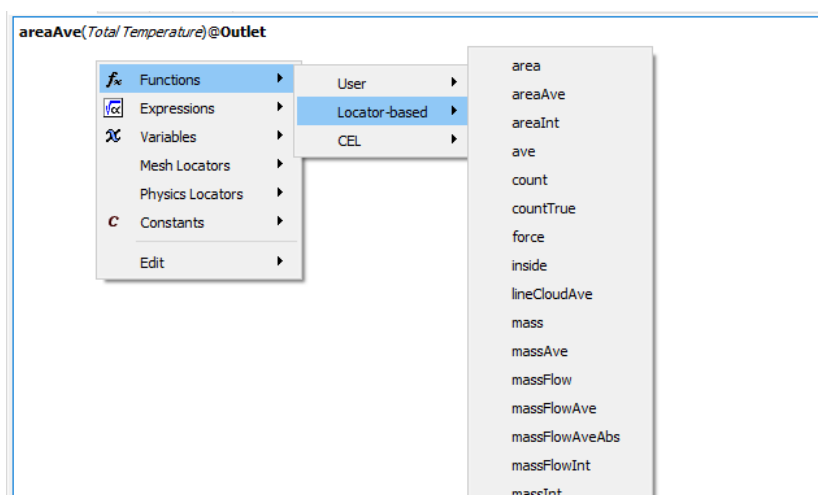 areaAve(Total Temperature)@Outlet
Functions
Expressions
Variables
Mesh Locators
Physics Locators
Constants
Edit
User
Locator-based
CEL
area
areaAve
areaInt
ave
count
countTrue
force
inside
lineCloudAve
mass
massAve
massFlow
massFlowAve
massFlowAveAbs
massFlowInt
massInt